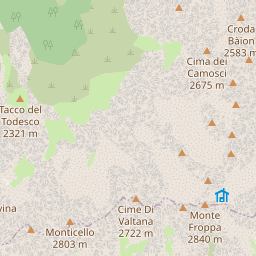 Croda
Bàion
2583 m
Cima dei
Camosci
2675 m
Tacco del
Todesco
2321 m
vina
Monticello
2803 m
Cime Di
Valtana
2722 m
Monte
Froppa
2840 m